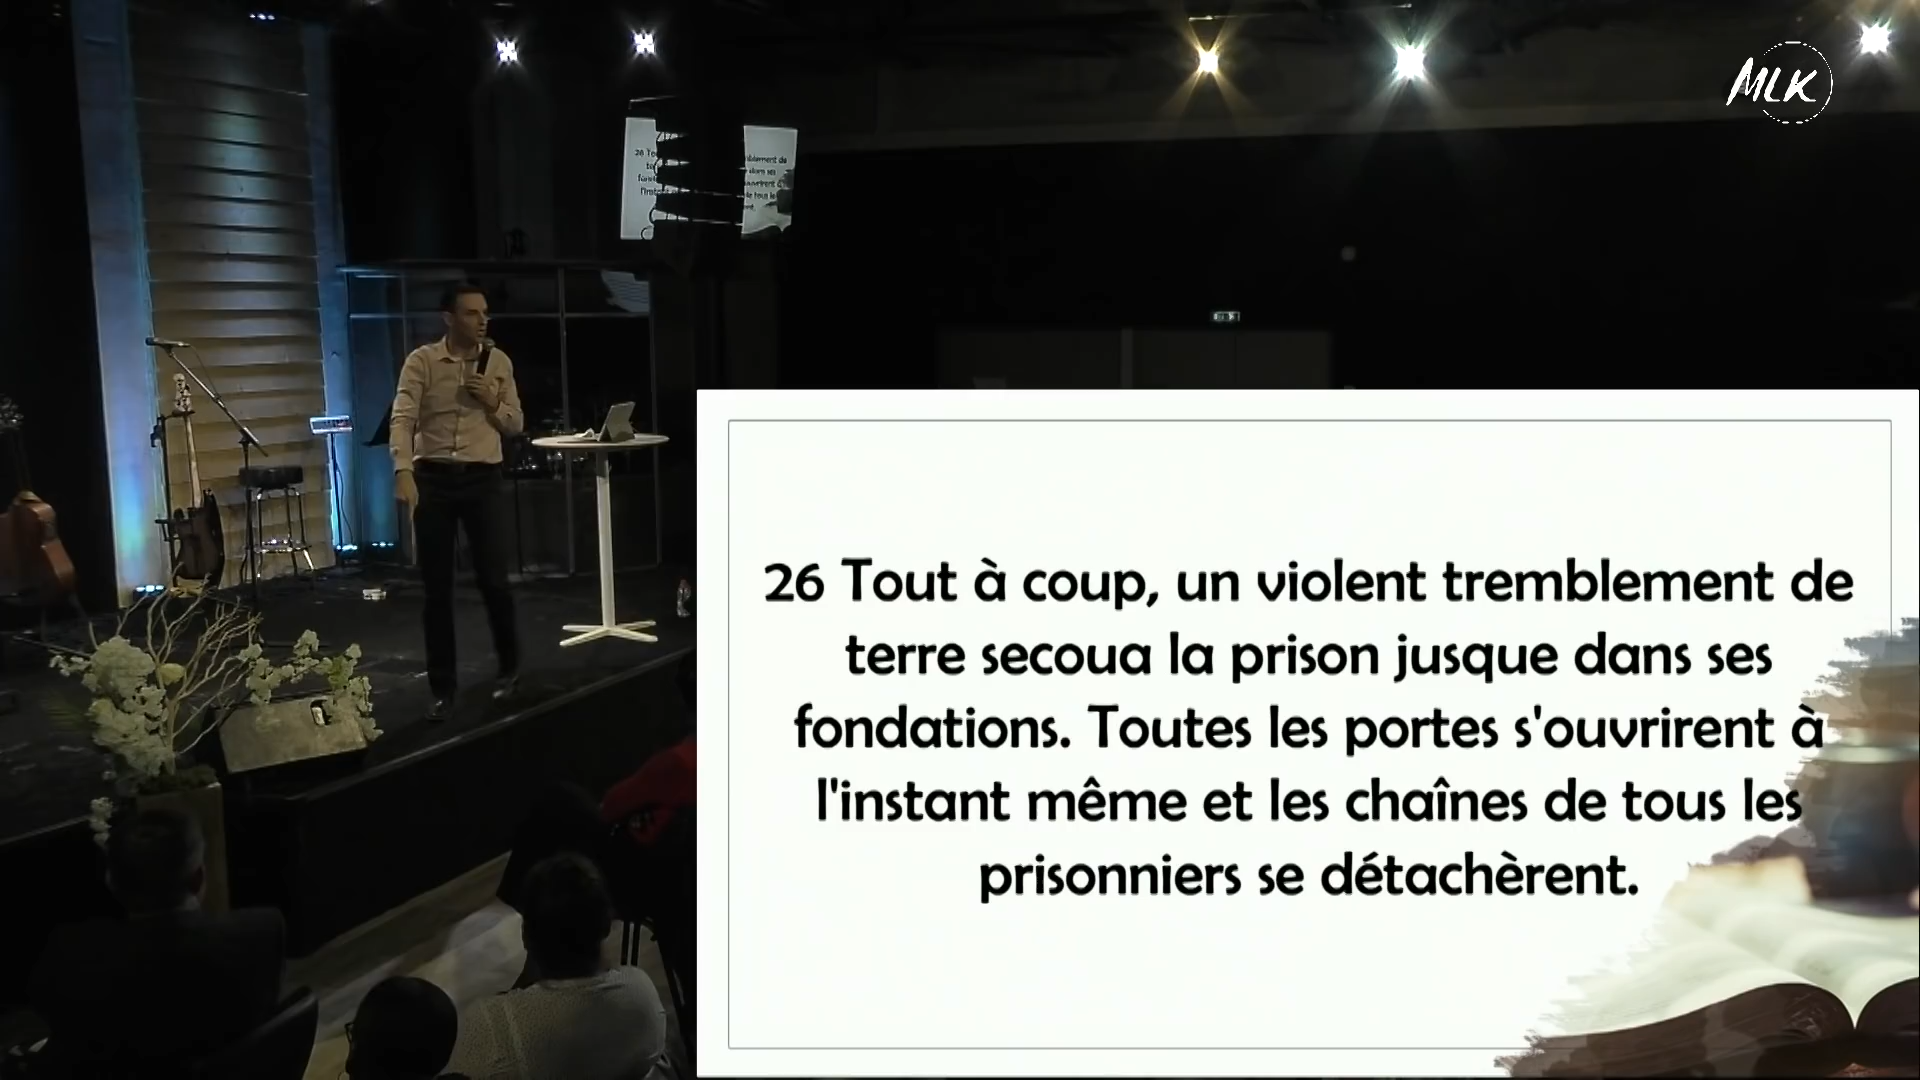 MLK
26 Tout à coup, un violent tremblement de
terre secoua la prison jusque dans ses
fondations. Toutes les portes s'ouvrirent à
l'instant même et les chaînes de tous les
prisonniers se détachèrent.